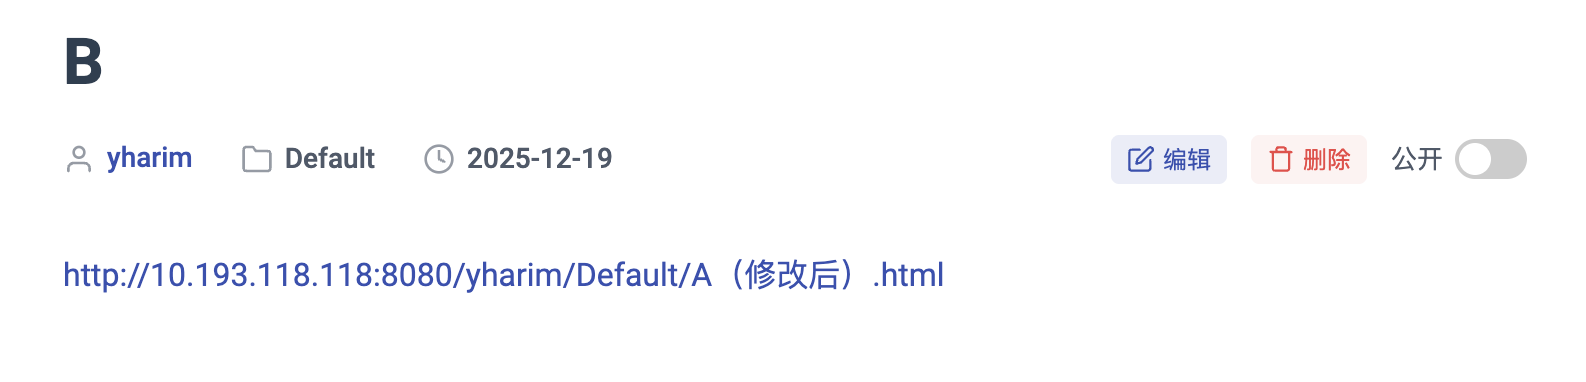 B
yharim Default 2025-12-19 编辑 删除 公开
http://10.193.118.118:8080/yharim/Default/A（修改后）.html